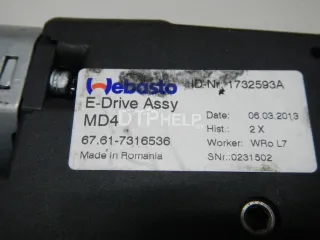 Webasto
ID-Nr.:1732593A
E-Drive Assy
MD4
Date: 06.03.2013
Hist.: 2 X
67.61-7316536
Worker: WRo L7
Made in Romania
SNr.:0231502
DTPHELP